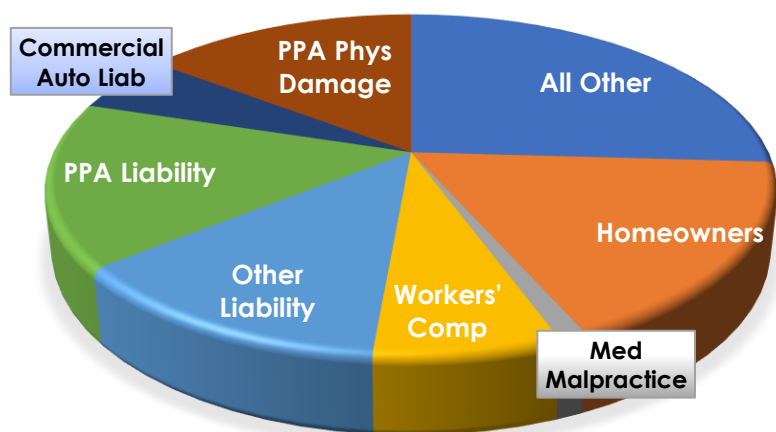 Commercial
Auto Liab
PPA Phys
Damage
All Other
PPA Liability
Homeowners
Other
Liability
Workers'
Comp
Med
Malpractice